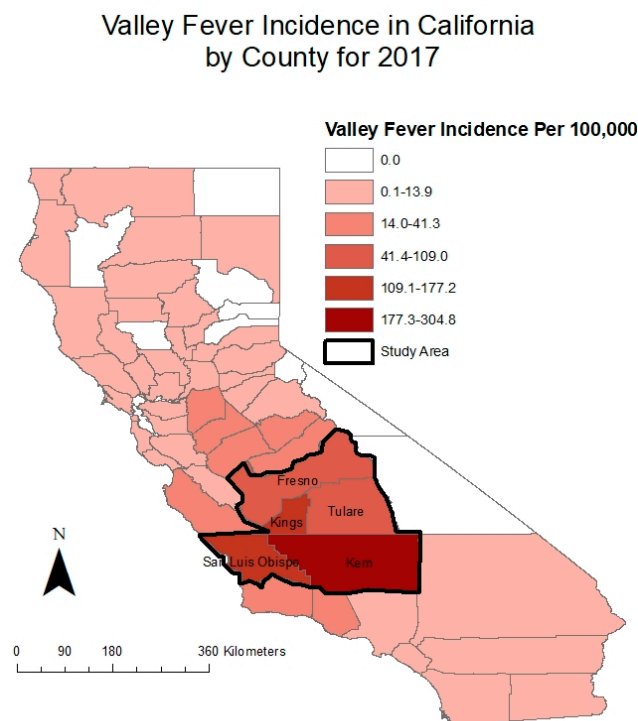 Valley Fever Incidence in California
by County for 2017
Valley Fever Incidence Per 100,000
0.0
0.1-13.9
14.0-41.3
41.4-109.0
109.1-177.2
177.3-304.8
Study Area
Fresno
Tulare
Kings
San Luis Obispo
Kern
N
0 90 180 360 Kilometers